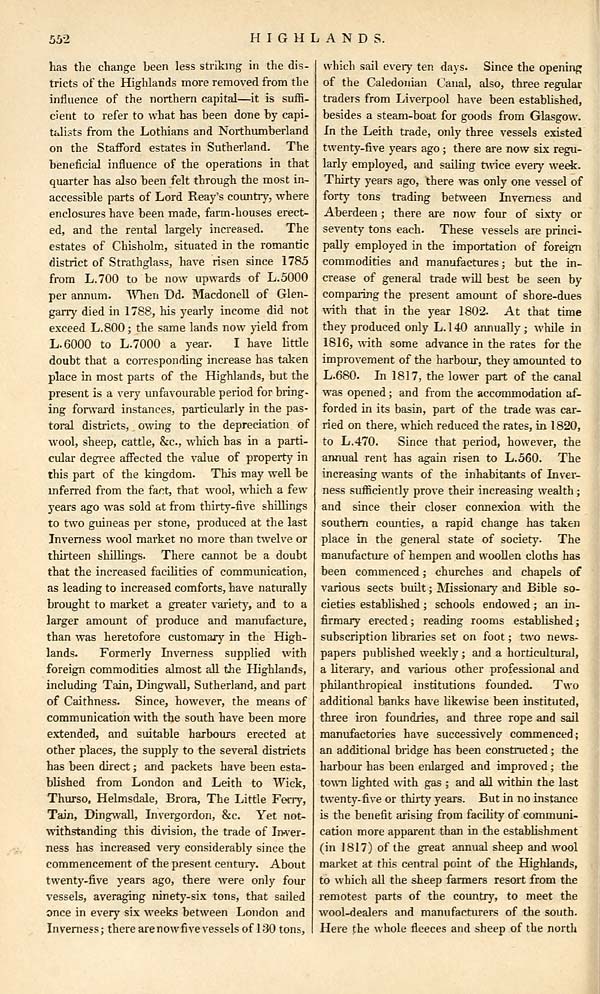 552
HIGHLANDS.
has the change been less striking in the dis-
tricts of the Highlands more removed from the
influence of the northern capital—it is suffi-
cient to refer to what has been done by capi-
talists from the Lothians and Northumberland
on the Stafford estates in Sutherland. The
beneficial influence of the operations in that
quarter has also been felt through the most in-
accessible parts of Lord Reay's country, where
enclosures have been made, farm-houses erect-
ed, and the rental largely increased. The
estates of Chisholm, situated in the romantic
district of Strathglass, have risen since 1785
from L.700 to be now upwards of L.5000
per annum. When Dd. Macdonell of Glen-
garry died in 1788, his yearly income did not
exceed L.800; the same lands now yield from
L.6000 to L.7000 a year. I have little
doubt that a corresponding increase has taken
place in most parts of the Highlands, but the
present is a very unfavourable period for bring-
ing forward instances, particularly in the pas-
toral districts, owing to the depreciation of
wool, sheep, cattle, &c., which has in a parti-
cular degree affected the value of property in
this part of the kingdom. This may well be
inferred from the fact, that wool, which a few
years ago was sold at from thirty-five shillings
to two guineas per stone, produced at the last
Inverness wool market no more than twelve or
thirteen shillings. There cannot be a doubt
that the increased facilities of communication,
as leading to increased comforts, have naturally
brought to market a greater variety, and to a
larger amount of produce and manufacture,
than was heretofore customary in the High-
lands. Formerly Inverness supplied with
foreign commodities almost all the Highlands,
including Tain, Dingwall, Sutherland, and part
of Caithness. Since, however, the means of
communication with the south have been more
extended, and suitable harbours erected at
other places, the supply to the several districts
has been direct; and packets have been esta-
blished from London and Leith to Wick,
Thurso, Helmsdale, Brora, The Little Ferry,
Tain, Dingwall, Invergordon, &c. Yet not-
withstanding this division, the trade of Inver-
ness has increased very considerably since the
commencement of the present century. About
twenty-five years ago, there were only four
vessels, averaging ninety-six tons, that sailed
once in every six weeks between London and
Inverness; there are now five vessels of 130 tons,
which sail every ten days. Since the opening
of the Caledonian Canal, also, three regular
traders from Liverpool have been established,
besides a steam-boat for goods from Glasgow.
In the Leith trade, only three vessels existed
twenty-five years ago; there are now six regu-
larly employed, and sailing twice every week.
Thirty years ago, there was only one vessel of
forty tons trading between Inverness and
Aberdeen; there are now four of sixty or
seventy tons each. These vessels are princi-
pally employed in the importation of foreign
commodities and manufactures; but the in-
crease of general trade will best be seen by
comparing the present amount of shore-dues
with that in the year 1802. At that time
they produced only L.140 annually; while in
1816, with some advance in the rates for the
improvement of the harbour, they amounted to
L.680. In 1817, the lower part of the canal
was opened; and from the accommodation af-
forded in its basin, part of the trade was car-
ried on there, which reduced the rates, in 1820,
to L.470. Since that period, however, the
annual rent has again risen to L.560. The
increasing wants of the inhabitants of Inver-
ness sufficiently prove their increasing wealth;
and since their closer connexion with the
southern counties, a rapid change has taken
place in the general state of society. The
manufacture of hempen and woollen cloths has
been commenced; churches and chapels of
various sects built; Missionary and Bible so-
cieties established; schools endowed; an in-
firmary erected; reading rooms established;
subscription libraries set on foot; two news-
papers published weekly; and a horticultural,
a literary, and various other professional and
philanthropical institutions founded. Two
additional banks have likewise been instituted,
three iron foundries, and three rope and sail
manufactories have successively commenced;
an additional bridge has been constructed; the
harbour has been enlarged and improved; the
town lighted with gas; and all within the last
twenty-five or thirty years. But in no instance
is the benefit arising from facility of communi-
cation more apparent than in the establishment
(in 1817) of the great annual sheep and wool
market at this central point of the Highlands,
to which all the sheep farmers resort from the
remotest parts of the country, to meet the
wool-dealers and manufacturers of the south.
Here the whole fleeces and sheep of the north